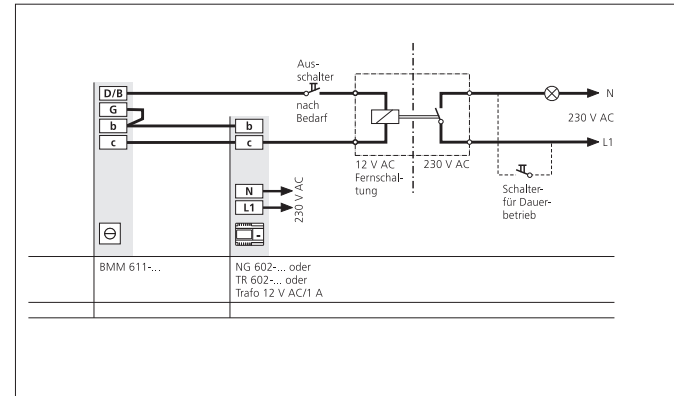 Aus-
schalter
nach
Bedarf
D/B
G
b
c
b
c
N
L1
230 V AC
12 V AC
Fernschal-
tung
230 V AC
N
230 V AC
L1
Schalter-
für Dauer-
betrieb
BMM 611-...
NG 602-... oder
TR 602-... oder
Trafo 12 V AC/1 A